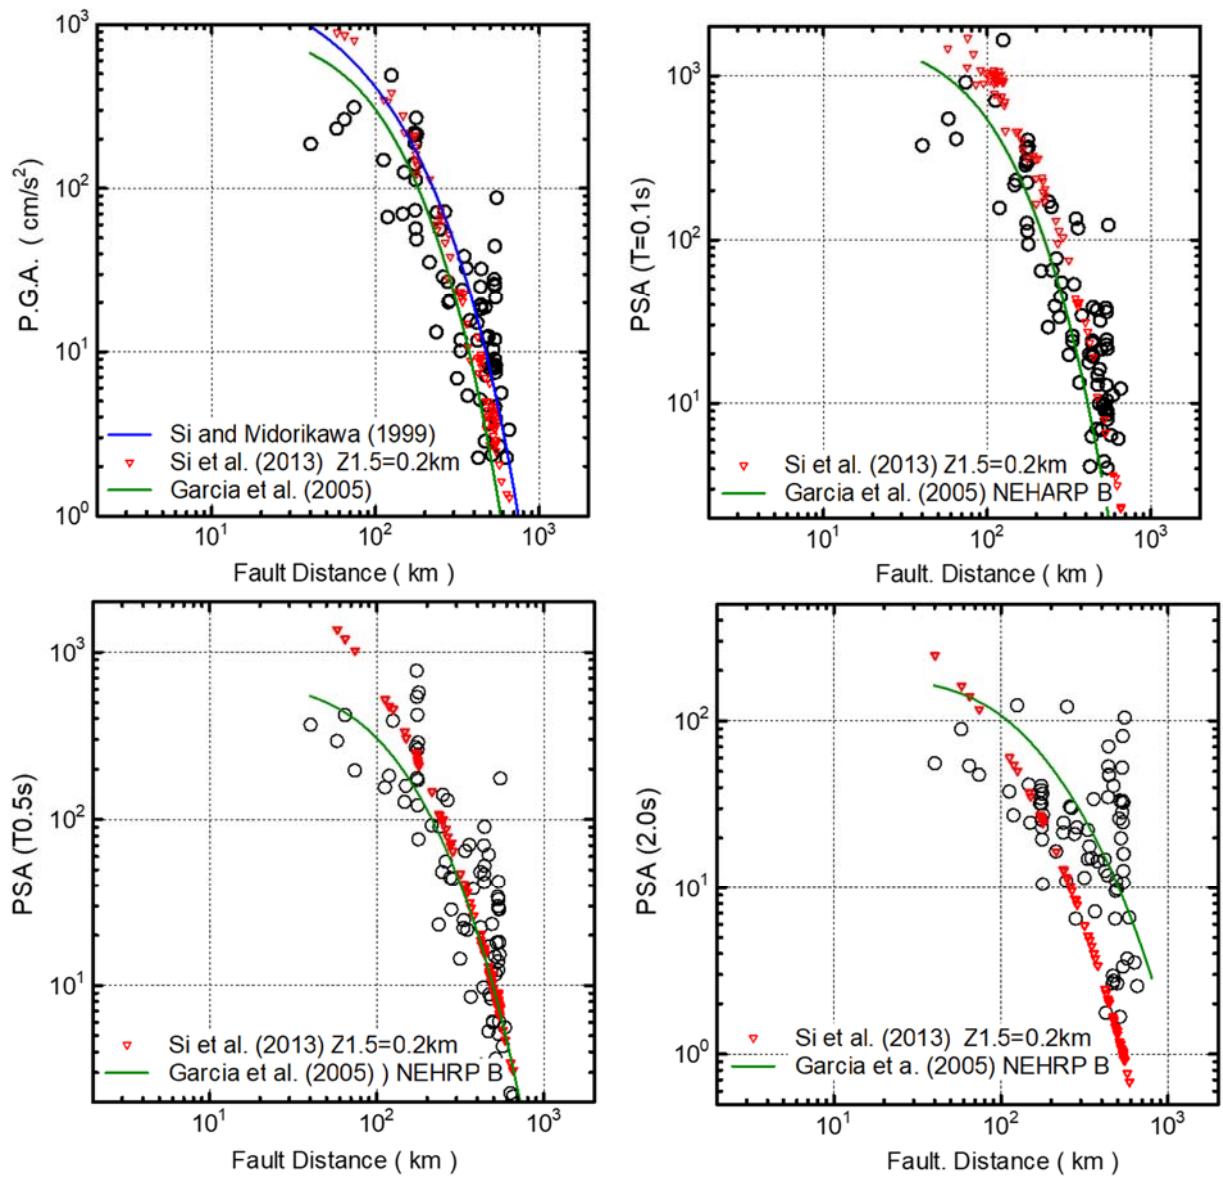 10³
10²
10¹
10⁰
P.G.A. ( cm/s²)
Si and Midorikawa (1999)
Si et al. (2013) Z1.5=0.2km
Garcia et al. (2005)
10¹ 10² 10³
Fault Distance ( km )
10³
10²
10¹
PSA (T=0.1s)
Si et al. (2013) Z1.5=0.2km
Garcia et al. (2005) NEHARP B
10¹ 10² 10³
Fault. Distance ( km )
10³
10²
10¹
PSA (T0.5s)
Si et al. (2013) Z1.5=0.2km
Garcia et al. (2005) ) NEHRP B
10¹ 10² 10³
Fault Distance ( km )
10²
10¹
10⁰
PSA (2.0s)
Si et al. (2013) Z1.5=0.2km
Garcia et a. (2005) NEHRP B
10¹ 10² 10³
Fault. Distance ( km )